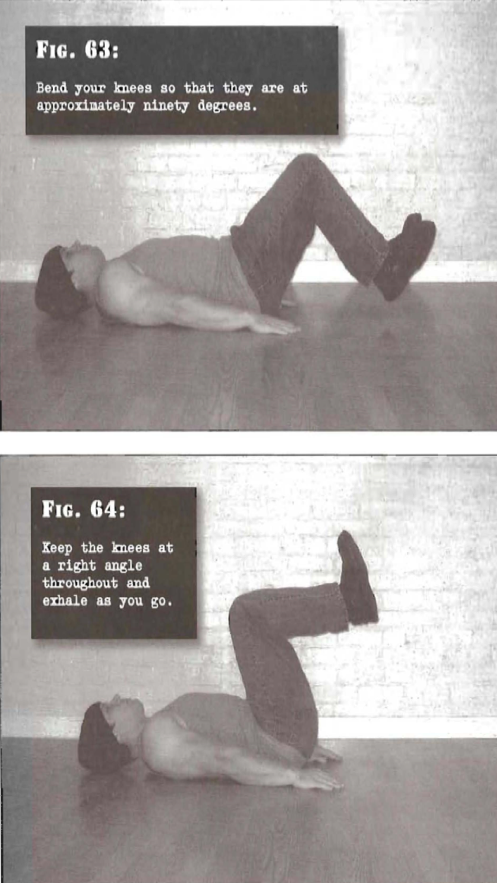 Fig. 63:
Bend your knees so that they are at
approximately ninety degrees.
Fig. 64:
Keep the knees at
a right angle
throughout and
exhale as you go.